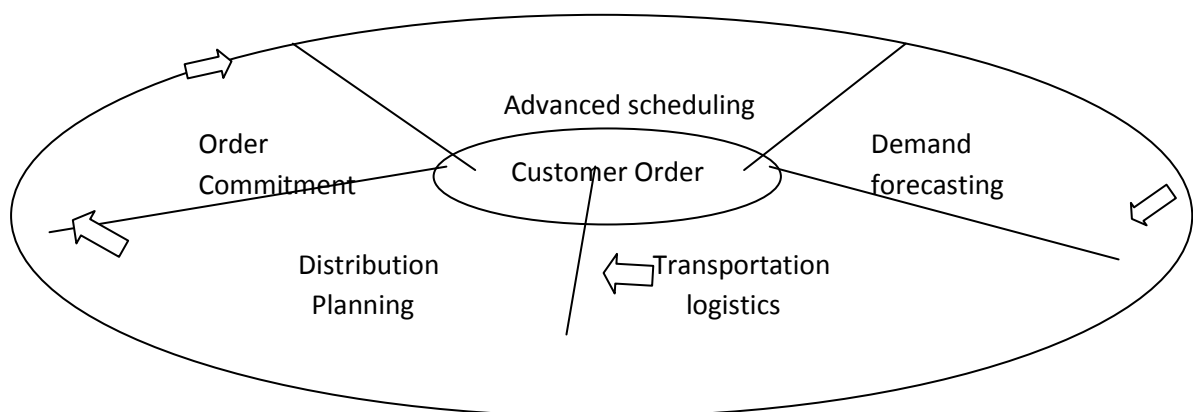 Advanced scheduling
Order
Commitment
Customer Order
Demand
forecasting
Distribution
Planning
Transportation
logistics